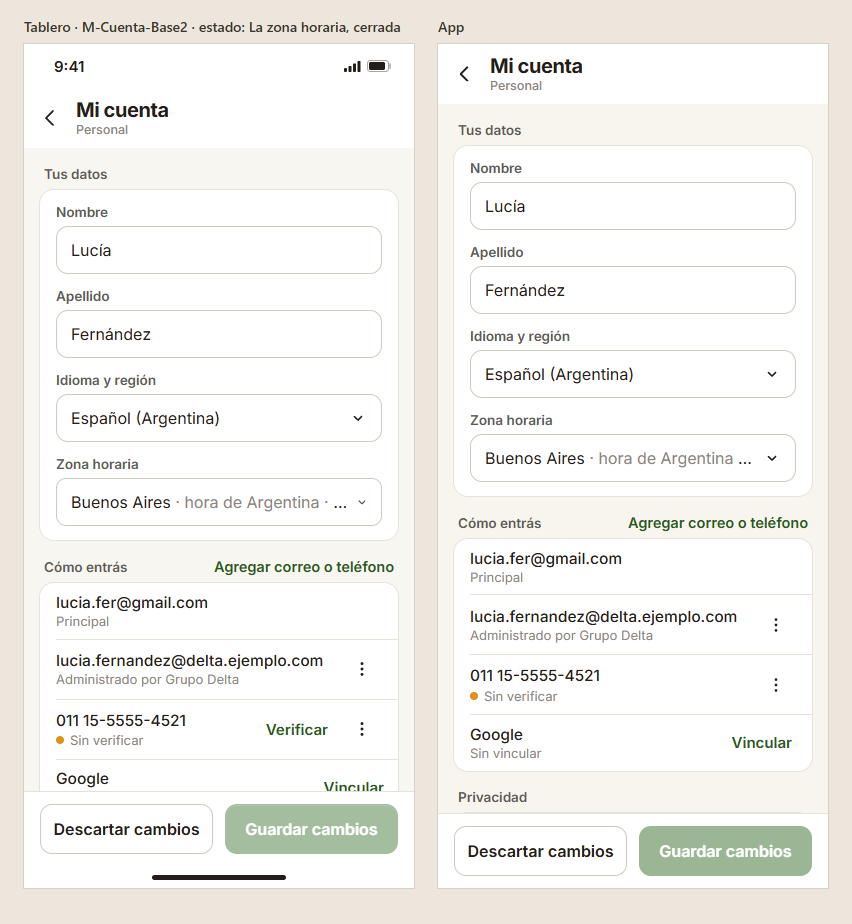 Tablero · M-Cuenta-Base2 · estado: La zona horaria, cerrada
9:41
Mi cuenta
Personal
Tus datos
Nombre
Lucía
Apellido
Fernández
Idioma y región
Español (Argentina)
Zona horaria
Buenos Aires · hora de Argentina · ...
Cómo entrás
Agregar correo o teléfono
lucia.fer@gmail.com
Principal
lucia.fernandez@delta.ejemplo.com
Administrado por Grupo Delta
011 15-5555-4521
Sin verificar
Verificar
Google
Vincular
Descartar cambios
Guardar cambios
App
Mi cuenta
Personal
Tus datos
Nombre
Lucía
Apellido
Fernández
Idioma y región
Español (Argentina)
Zona horaria
Buenos Aires · hora de Argentina ...
Cómo entrás
Agregar correo o teléfono
lucia.fer@gmail.com
Principal
lucia.fernandez@delta.ejemplo.com
Administrado por Grupo Delta
011 15-5555-4521
Sin verificar
Google
Sin vincular
Vincular
Privacidad
Descartar cambios
Guardar cambios